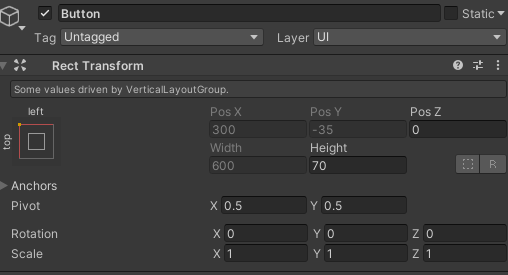 Button Static
Tag Untagged Layer UI
Rect Transform
Some values driven by VerticalLayoutGroup.
left
top
Pos X Pos Y Pos Z
300 -35 0
Width Height
600 70 R
Anchors
Pivot X 0.5 Y 0.5
Rotation X 0 Y 0 Z 0
Scale X 1 Y 1 Z 1